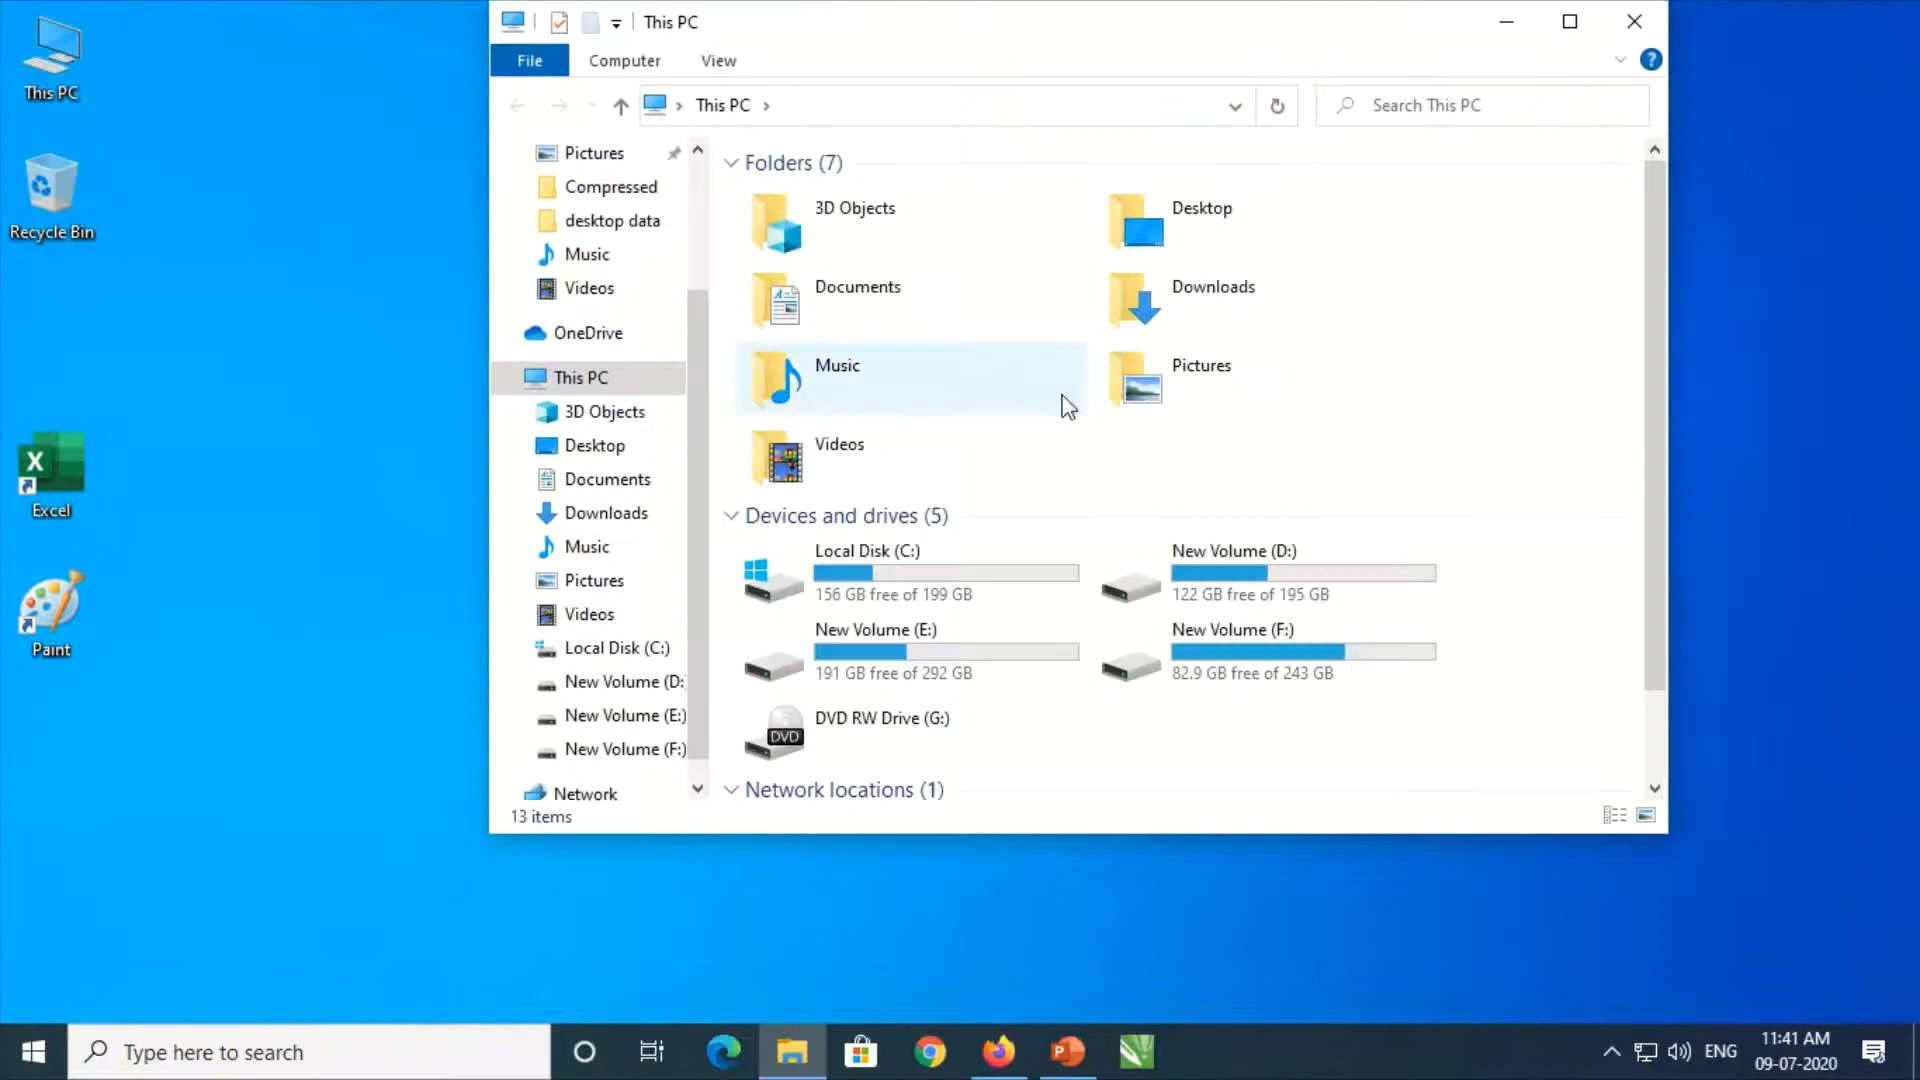 This PC
Recycle Bin
Excel
Paint
This PC
File
Computer
View
This PC
Search This PC
Pictures
Compressed
desktop data
Music
Videos
OneDrive
This PC
3D Objects
Desktop
Documents
Downloads
Music
Pictures
Videos
Local Disk (C:)
New Volume (D:
New Volume (E:)
New Volume (F:)
Network
13 items
Folders (7)
3D Objects
Desktop
Documents
Downloads
Music
Pictures
Videos
Devices and drives (5)
Local Disk (C:)
156 GB free of 199 GB
New Volume (D:)
122 GB free of 195 GB
New Volume (E:)
191 GB free of 292 GB
New Volume (F:)
82.9 GB free of 243 GB
DVD
DVD RW Drive (G:)
Network locations (1)
Type here to search
ENG
11:41 AM
09-07-2020